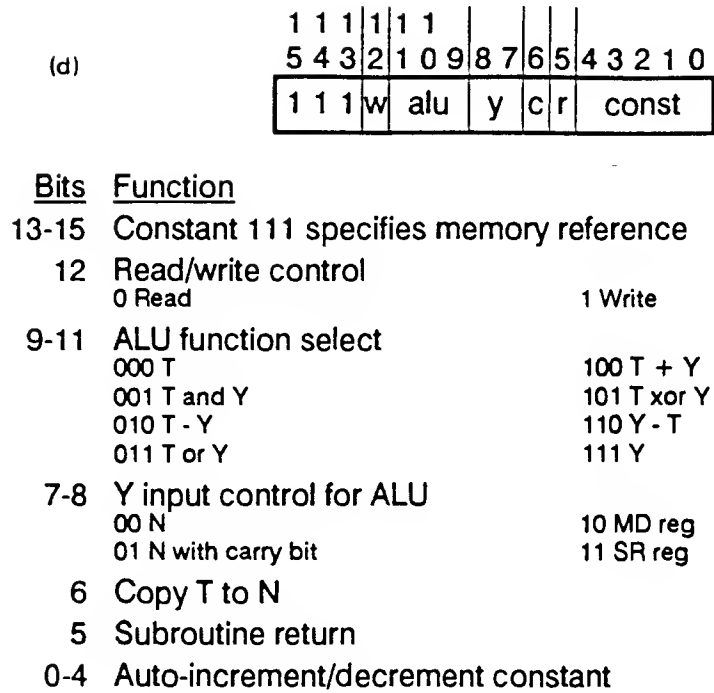 1 1 1 1 1 1
(d) 5 4 3 2 1 0 9 8 7 6 5 4 3 2 1 0
1 1 1 w alu y c r const
Bits Function
13-15 Constant 111 specifies memory reference
12 Read/write control
0 Read 1 Write
9-11 ALU function select
000 T 100 T + Y
001 T and Y 101 T xor Y
010 T - Y 110 Y - T
011 T or Y 111 Y
7-8 Y input control for ALU
00 N 10 MD reg
01 N with carry bit 11 SR reg
6 Copy T to N
5 Subroutine return
0-4 Auto-increment/decrement constant